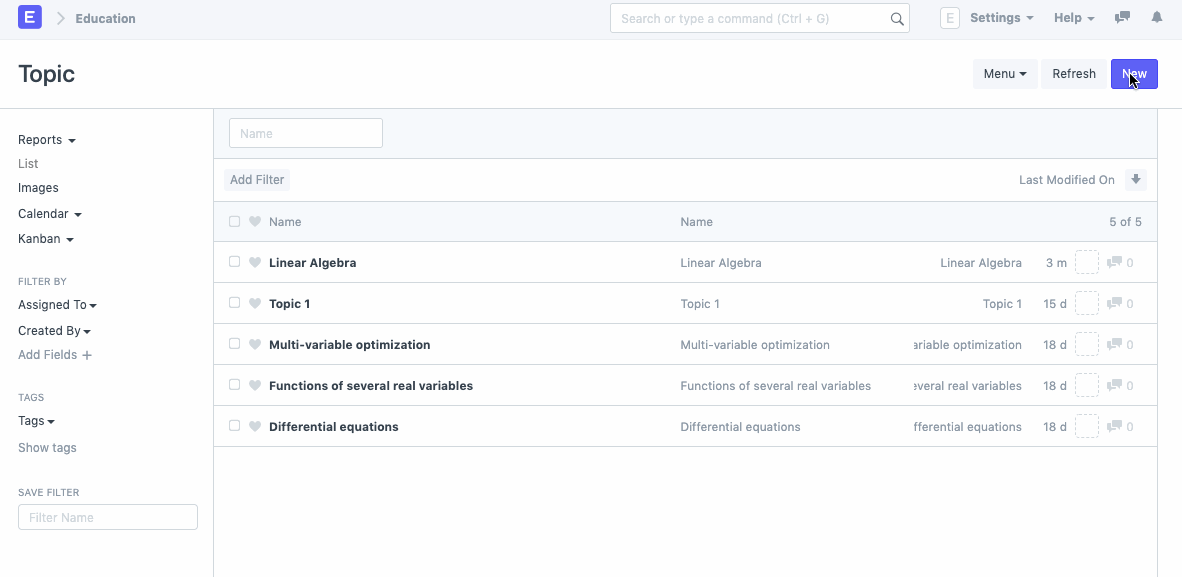 E Education Search or type a command (Ctrl + G) E Settings Help
Topic Menu Refresh New
Reports
List
Images
Calendar
Kanban
FILTER BY
Assigned To
Created By
Add Fields +
TAGS
Tags
Show tags
SAVE FILTER
Filter Name
Name
Add Filter Last Modified On
Name Name 5 of 5
Linear Algebra Linear Algebra Linear Algebra 3 m 0
Topic 1 Topic 1 Topic 1 15 d 0
Multi-variable optimization Multi-variable optimization ariable optimization 18 d 0
Functions of several real variables Functions of several real variables everal real variables 18 d 0
Differential equations Differential equations fferential equations 18 d 0